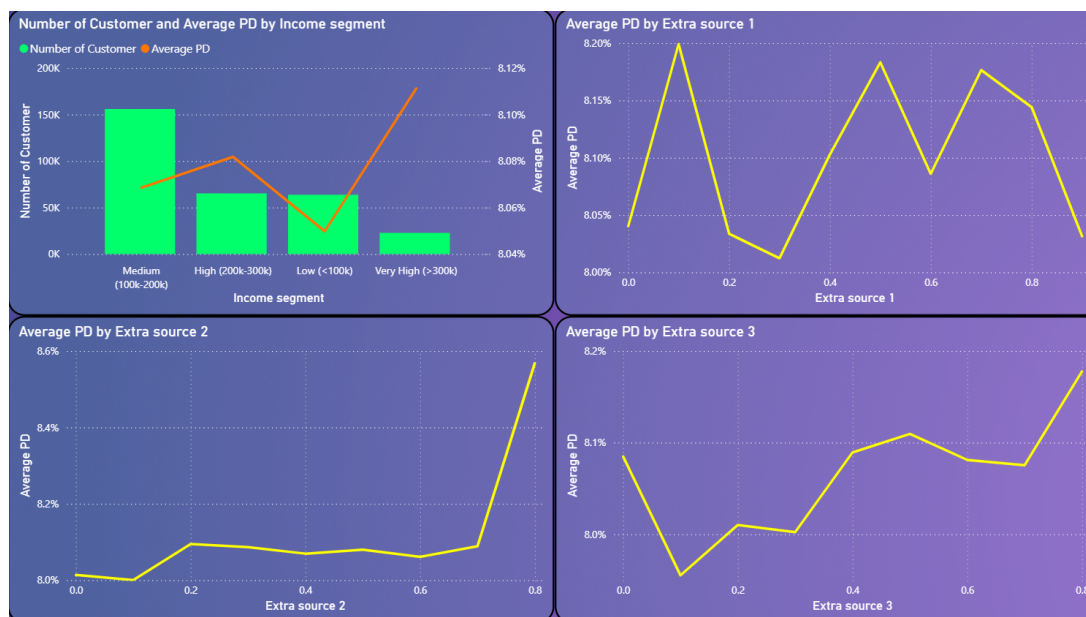 Number of Customer and Average PD by Income segment
Number of Customer Average PD
200K
150K
100K
50K
0K
Number of Customer
8.12%
8.10%
8.08%
8.06%
8.04%
Average PD
Medium
(100k-200k)
High (200k-300k)
Low (<100k)
Very High (>300k)
Income segment
Average PD by Extra source 1
8.20%
8.15%
8.10%
8.05%
8.00%
Average PD
0.0 0.2 0.4 0.6 0.8
Extra source 1
Average PD by Extra source 2
8.6%
8.4%
8.2%
8.0%
Average PD
0.0 0.2 0.4 0.6 0.8
Extra source 2
Average PD by Extra source 3
8.2%
8.1%
8.0%
Average PD
0.0 0.2 0.4 0.6 0.8
Extra source 3